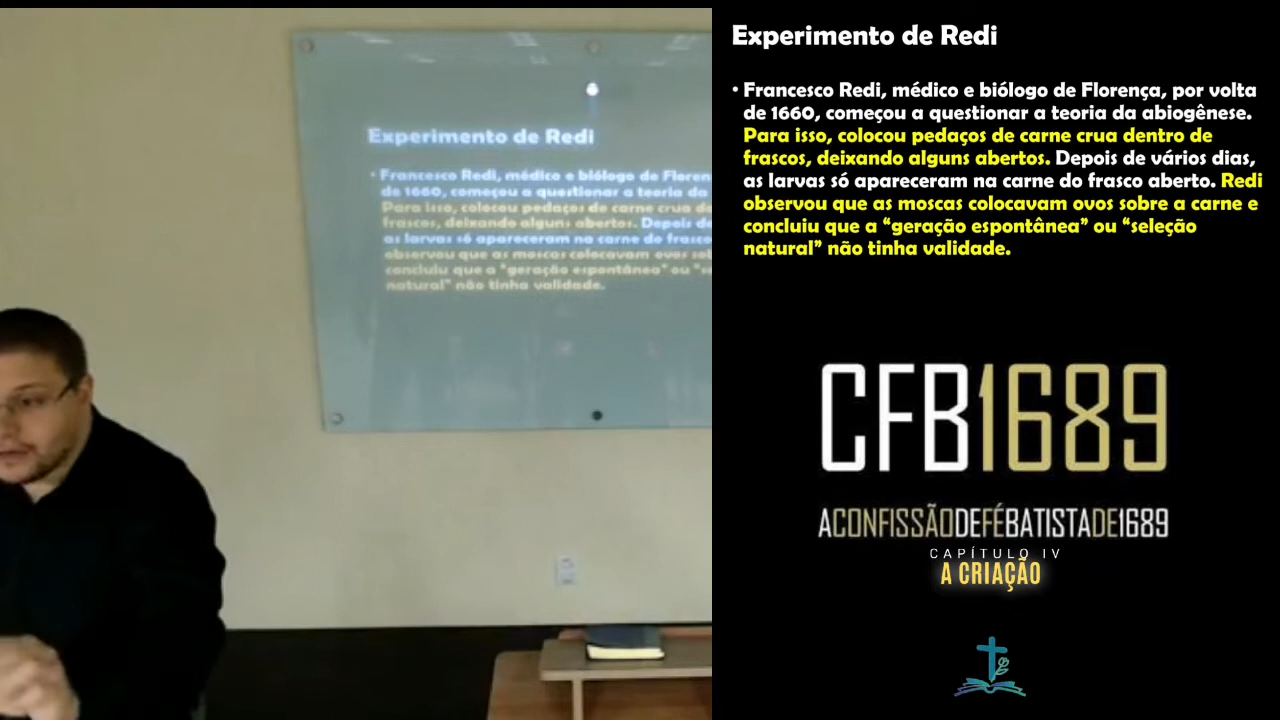 Experimento de Redi
• Francesco Redi, médico e biólogo de Floren
de 1660, começou a questionar a teoria da
Para isso, colocou pedaços de carne crua d
frascos, deixando alguns abertos. Depois d
as larvas só apareceram na carne do frasco
observou que as moscas colocavam ovos sob
concluiu que a "geração espontânea" ou "se
natural" não tinha validade.
Experimento de Redi
• Francesco Redi, médico e biólogo de Florença, por volta
de 1660, começou a questionar a teoria da abiogênese.
Para isso, colocou pedaços de carne crua dentro de
frascos, deixando alguns abertos. Depois de vários dias,
as larvas só apareceram na carne do frasco aberto. Redi
observou que as moscas colocavam ovos sobre a carne e
concluiu que a “geração espontânea” ou “seleção
natural” não tinha validade.
CFB1689
ACONFISSÃODEFÉBATISTADE1689
CAPÍTULO IV
A CRIAÇÃO